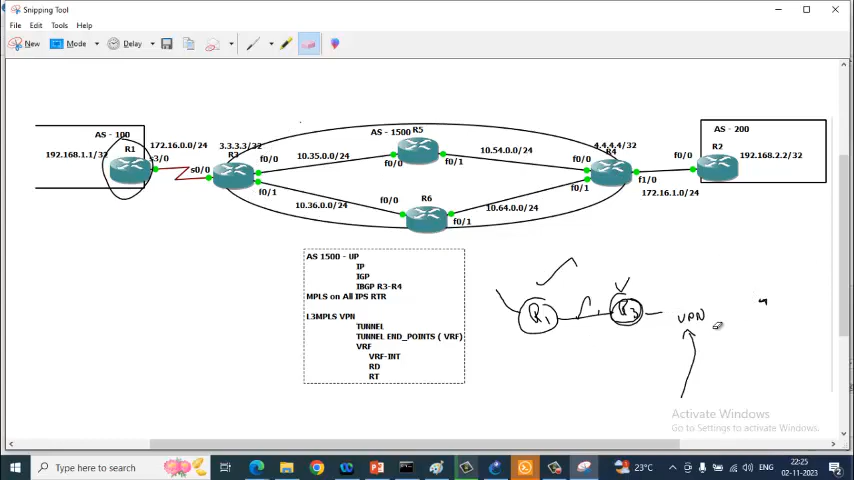 Snipping Tool
File Edit Tools Help
New Mode Delay
AS - 100
192.168.1.1/32
R1
s3/0
172.16.0.0/24
s0/0
3.3.3.3/32
R3
f0/0
f0/1
AS - 1500
R5
10.35.0.0/24
f0/0
f0/1
10.54.0.0/24
10.36.0.0/24
f0/0
R6
f0/1
10.64.0.0/24
4.4.4.4/32
R4
f0/0
f0/1
f1/0
172.16.1.0/24
AS - 200
f0/0
R2
192.168.2.2/32
AS 1500 - UP
IP
IGP
IBGP R3-R4
MPLS on All IPS RTR
L3MPLS VPN
TUNNEL
TUNNEL END_POINTS ( VRF)
VRF
VRF-INT
RD
RT
R1
R3
VPN
Activate Windows
Go to Settings to activate Windows.
Type here to search
23°C
ENG
22:25
02-11-2023
2